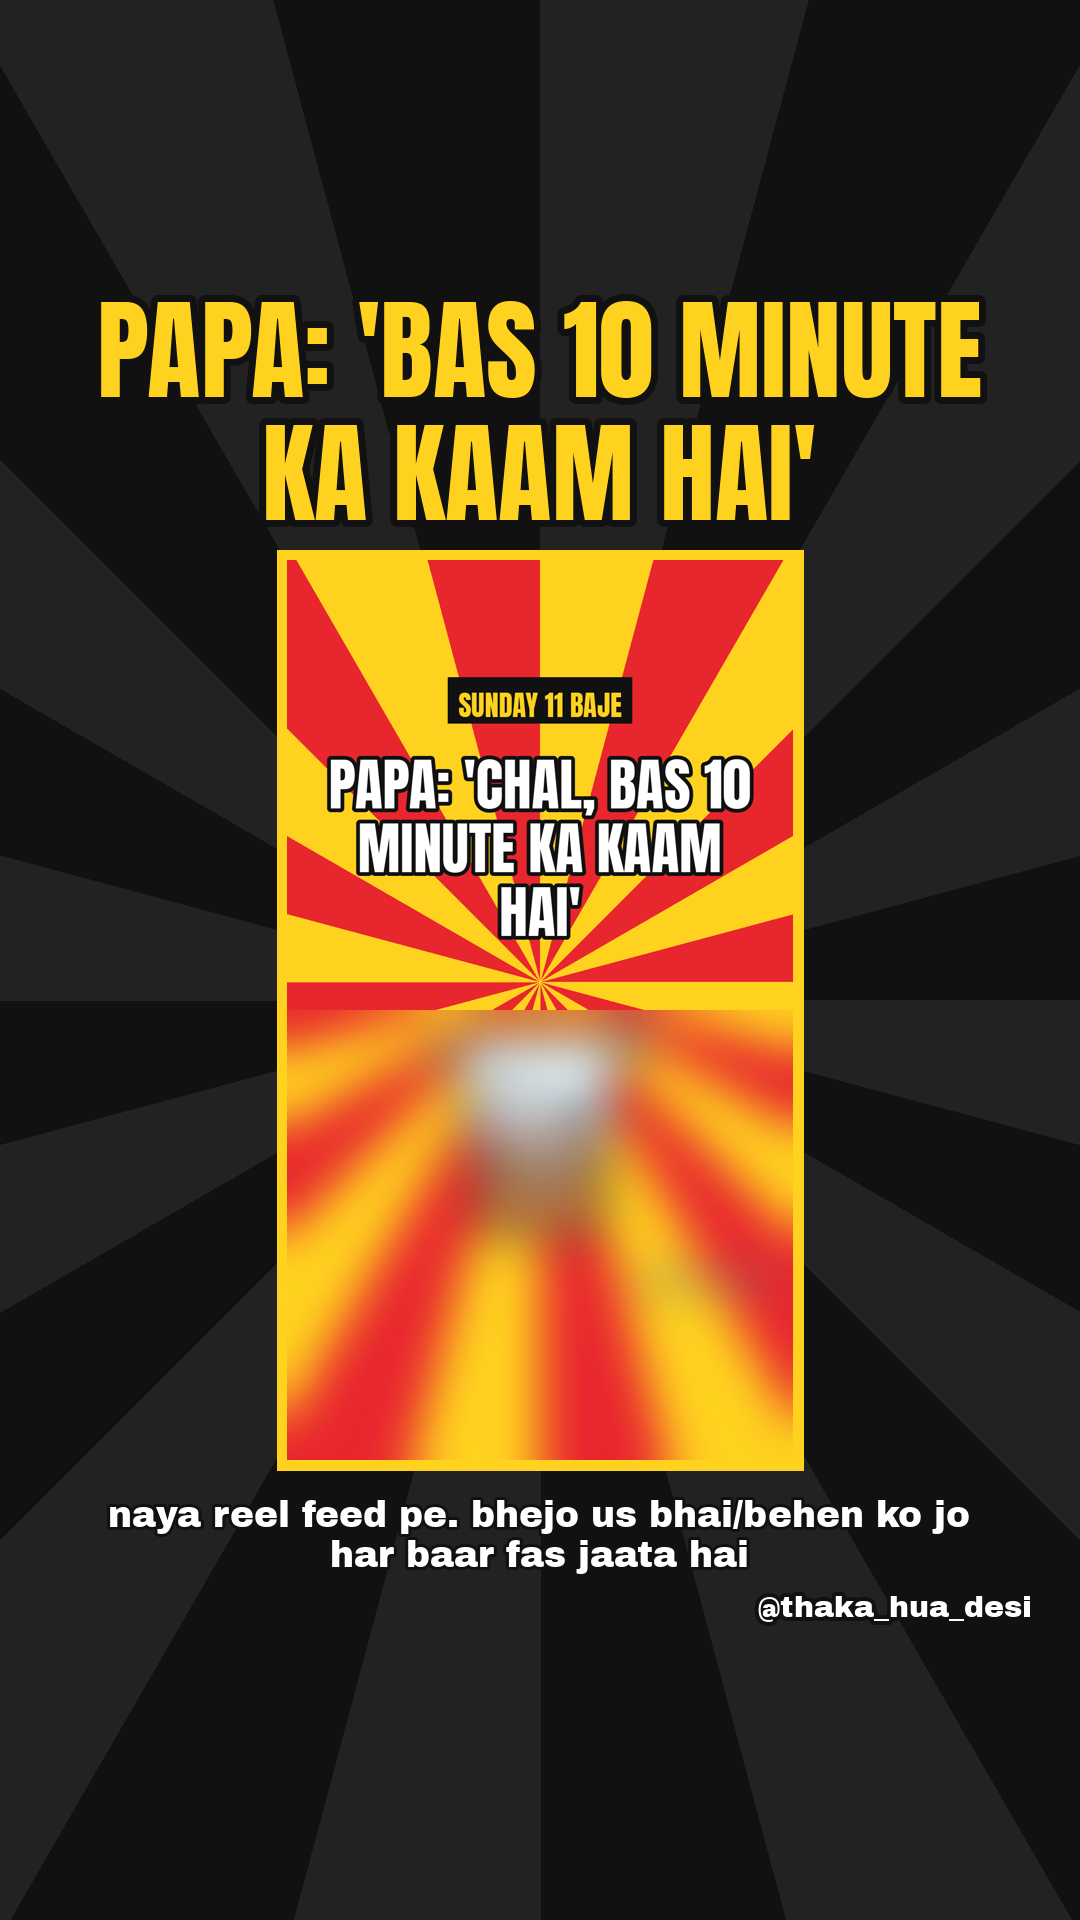 PAPA: 'BAS 10 MINUTE
KA KAAM HAI'
SUNDAY 11 BAJE
PAPA: 'CHAL, BAS 10
MINUTE KA KAAM
HAI'
naya reel feed pe. bhejo us bhai/behen ko jo
har baar fas jaata hai
@thaka_hua_desi